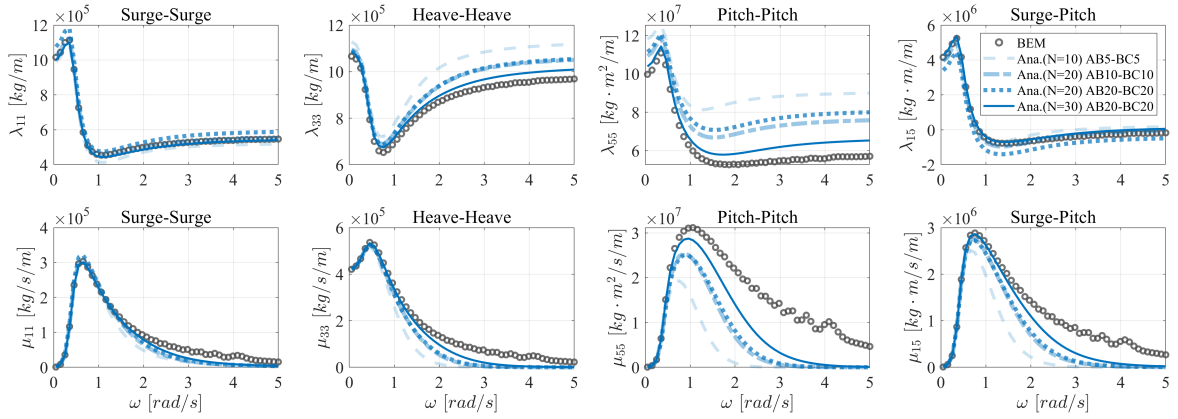 Surge-Surge
×10⁵
12
10
8
6
4
0 1 2 3 4 5
λ₁₁ [kg/m]
Heave-Heave
×10⁵
12
10
8
6
0 1 2 3 4 5
λ₃₃ [kg/m]
Pitch-Pitch
×10⁷
12
10
8
6
0 1 2 3 4 5
λ₅₅ [kg · m²/m]
Surge-Pitch
×10⁶
6
4
2
0
-2
0 1 2 3 4 5
λ₁₅ [kg · m/m]
BEM
Ana.(N=10) AB5-BC5
Ana.(N=20) AB10-BC10
Ana.(N=20) AB20-BC20
Ana.(N=30) AB20-BC20
Surge-Surge
×10⁵
4
3
2
1
0
0 1 2 3 4 5
μ₁₁ [kg/s/m]
ω [rad/s]
Heave-Heave
×10⁵
6
4
2
0
0 1 2 3 4 5
μ₃₃ [kg/s/m]
ω [rad/s]
Pitch-Pitch
×10⁷
3
2
1
0
0 1 2 3 4 5
μ₅₅ [kg · m²/s/m]
ω [rad/s]
Surge-Pitch
×10⁶
3
2
1
0
0 1 2 3 4 5
μ₁₅ [kg · m/s/m]
ω [rad/s]